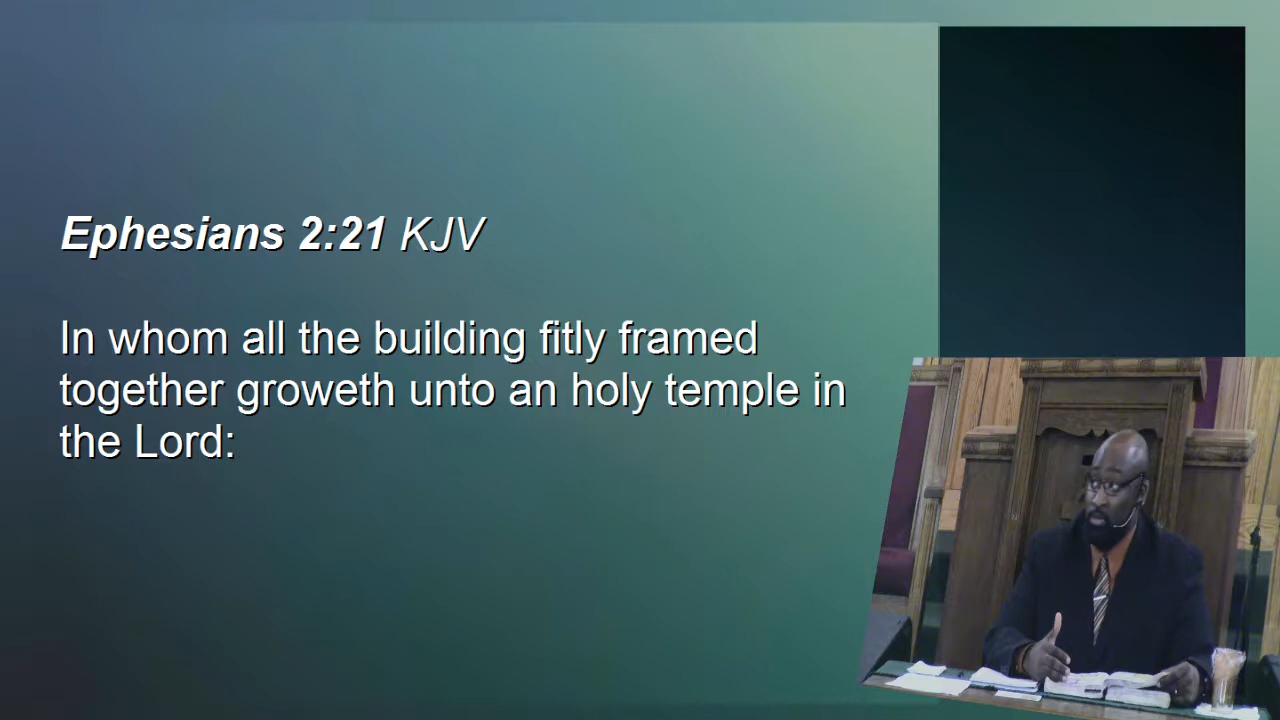 Ephesians 2:21 KJV
In whom all the building fitly framed
together groweth unto an holy temple in
the Lord: